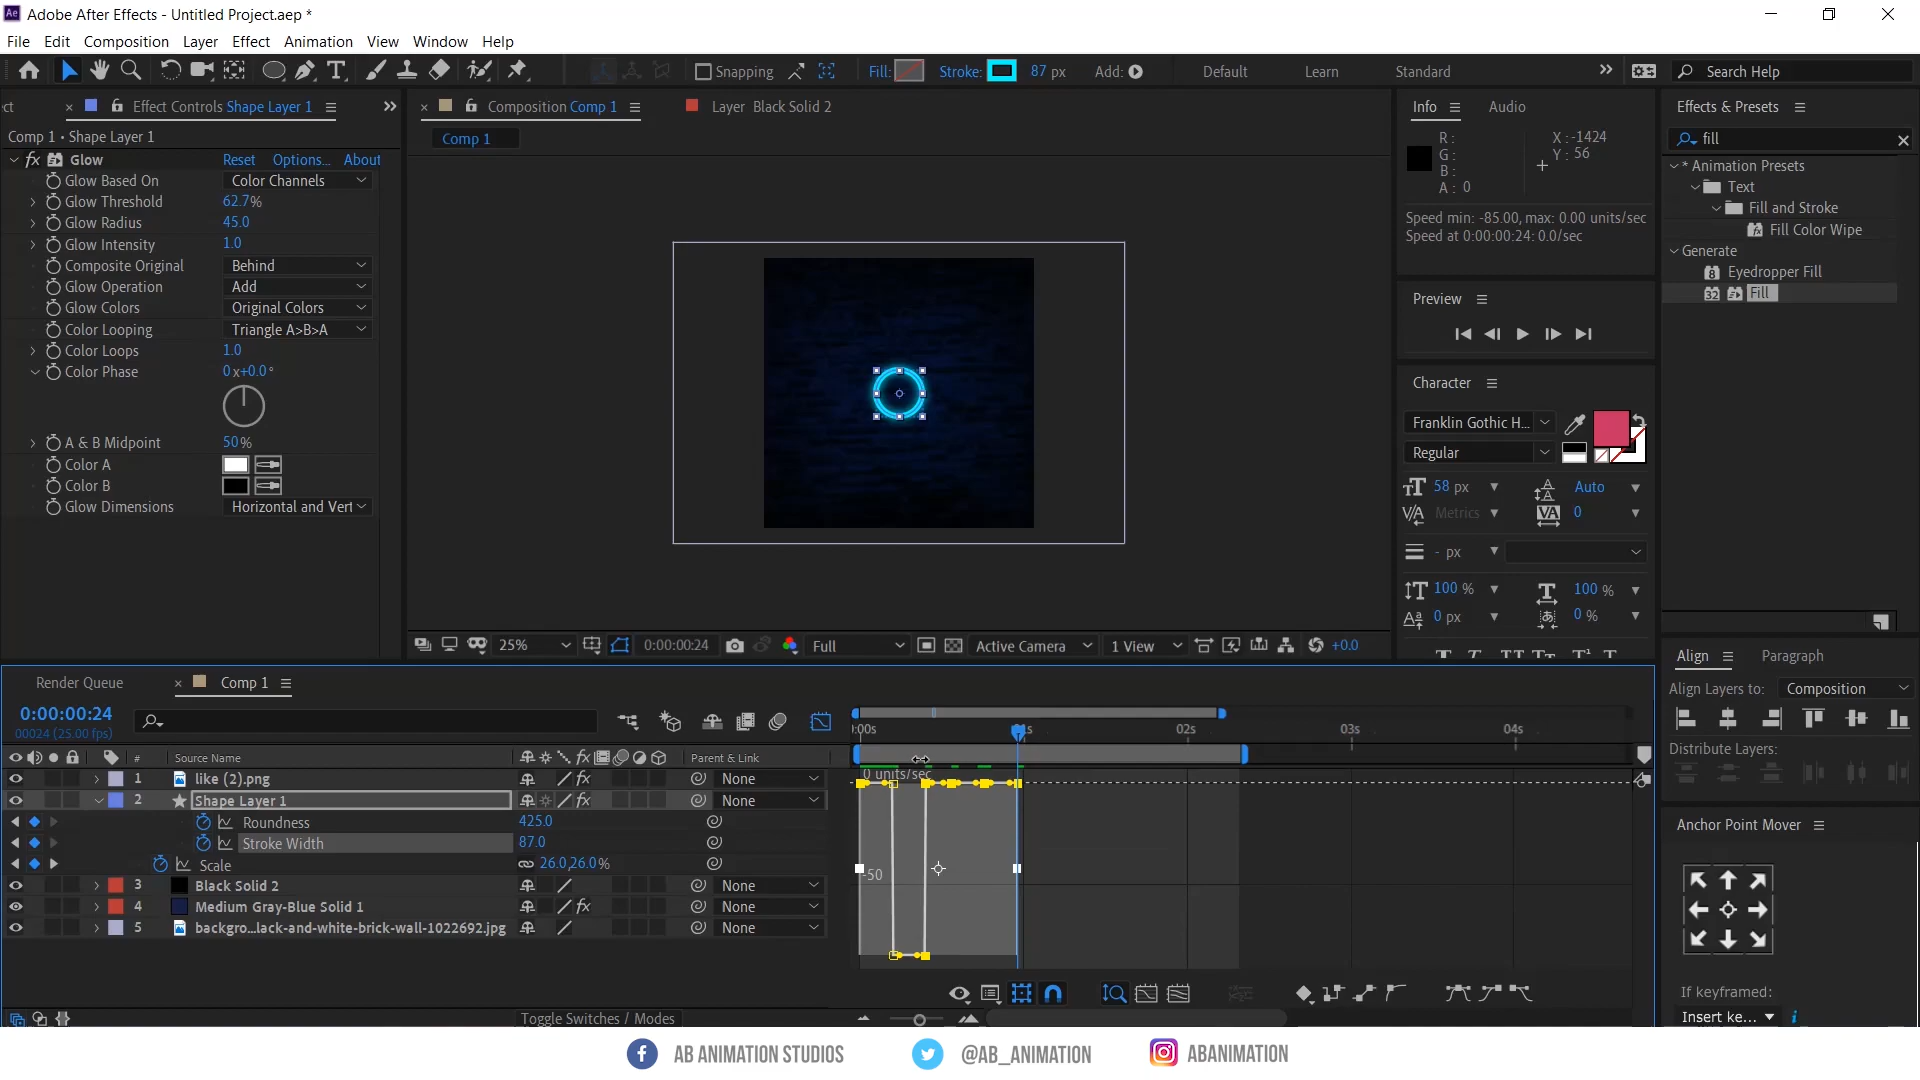 Adobe After Effects - Untitled Project.aep *
File Edit Composition Layer Effect Animation View Window Help
Snapping Fill: Stroke: 87 px Add: Default Learn Standard Search Help
ct Effect Controls Shape Layer 1
Composition Comp 1 Layer Black Solid 2
Info Audio
Effects & Presets
Comp 1 • Shape Layer 1
Comp 1
fx Glow Reset Options... About
Glow Based On Color Channels
Glow Threshold 62.7%
Glow Radius 45.0
Glow Intensity 1.0
Composite Original Behind
Glow Operation Add
Glow Colors Original Colors
Color Looping Triangle A>B>A
Color Loops 1.0
Color Phase 0x+0.0°
A & B Midpoint 50%
Color A
Color B
Glow Dimensions Horizontal and Vert
25% 0:00:00:24 Full Active Camera 1 View +0.0
R:
G:
B:
A: 0
X: -1424
Y: 56
Speed min: -85.00, max: 0.00 units/sec
Speed at 0:00:00:24: 0.0/sec
Preview
Character
Franklin Gothic H...
Regular
58 px Auto
Metrics 0
- px
100 % 100 %
0 px 0 %
fill
* Animation Presets
Text
Fill and Stroke
Fill Color Wipe
Generate
Eyedropper Fill
Fill
Align Paragraph
Align Layers to: Composition
Distribute Layers:
Anchor Point Mover
If keyframed:
Insert ke...
Render Queue Comp 1
0:00:00:24
00024 (25.00 fps)
# Source Name Parent & Link
1 like (2).png None
2 Shape Layer 1 None
Roundness 425.0
Stroke Width 87.0
Scale 26.0,26.0%
3 Black Solid 2 None
4 Medium Gray-Blue Solid 1 None
5 backgro...lack-and-white-brick-wall-1022692.jpg None
Toggle Switches / Modes
02s 03s 04s
0 units/sec
-50
AB ANIMATION STUDIOS @AB_ANIMATION ABANIMATION